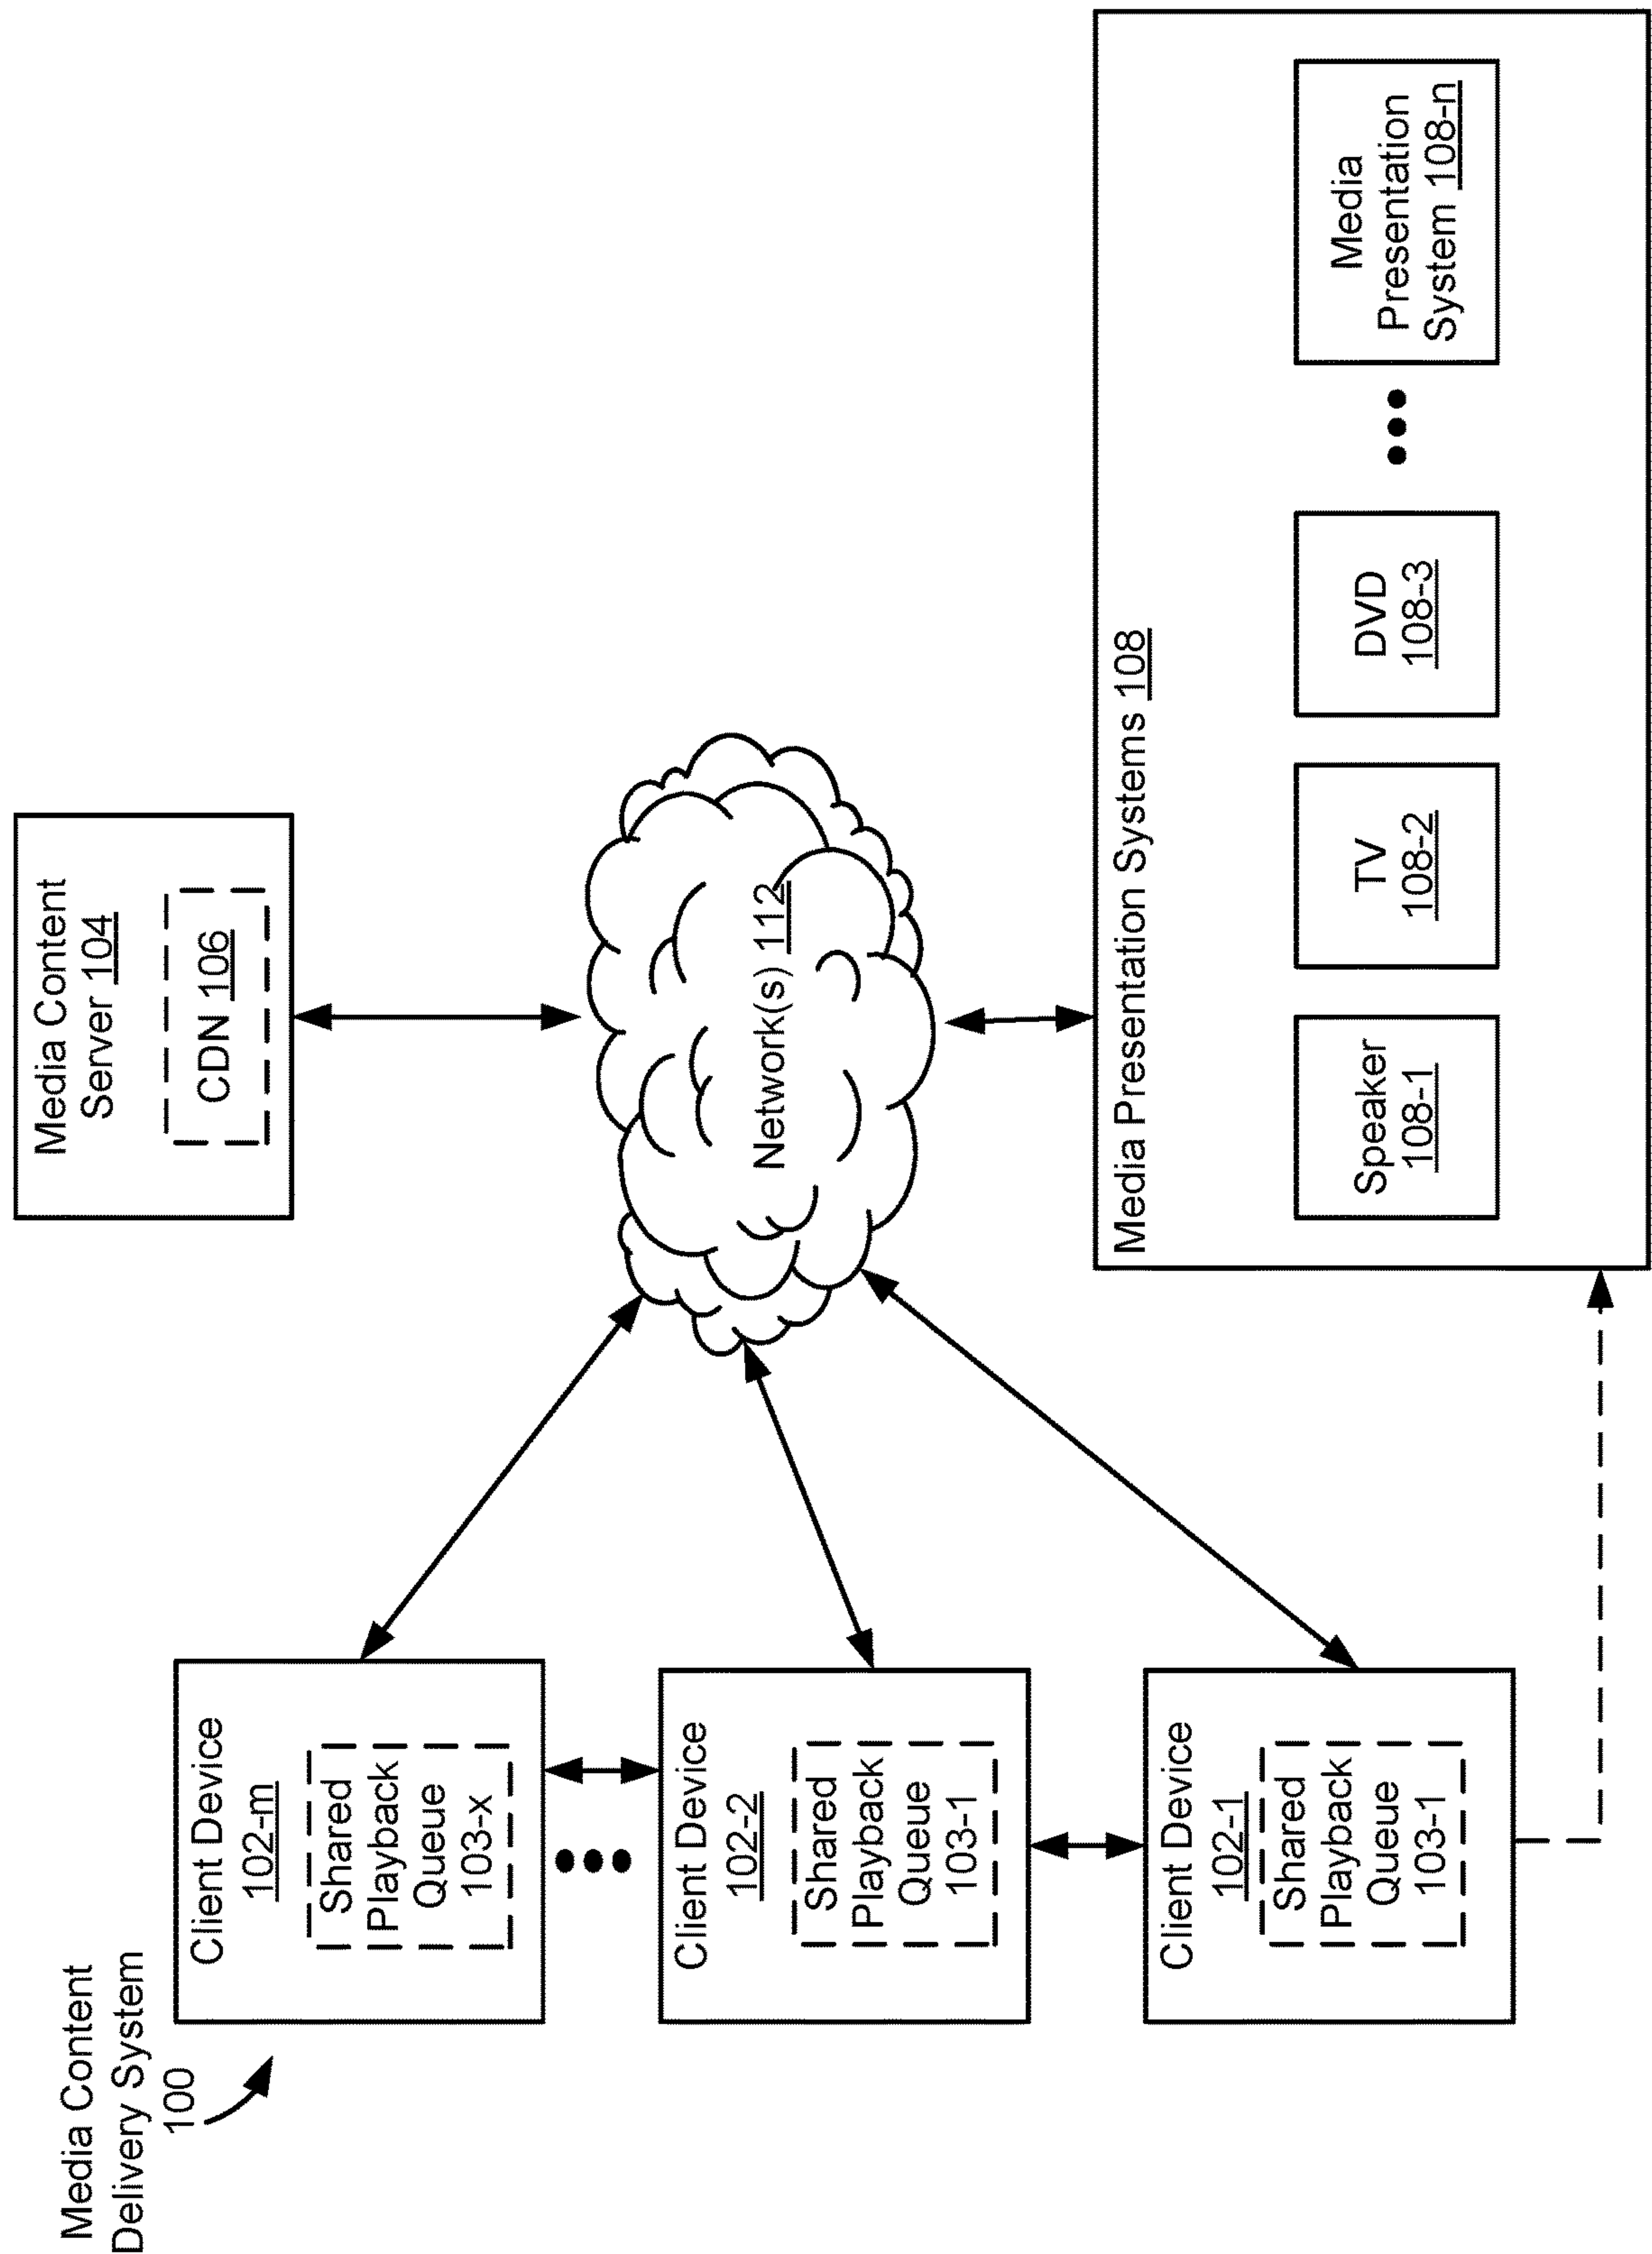 Media Content
Delivery System
100
Client Device
102-m
Shared
Playback
Queue
103-x
Client Device
102-2
Shared
Playback
Queue
103-1
Client Device
102-1
Shared
Playback
Queue
103-1
Media Content
Server 104
CDN 106
Network(s) 112
Media Presentation Systems 108
Speaker
108-1
TV
108-2
DVD
108-3
Media
Presentation
System 108-n